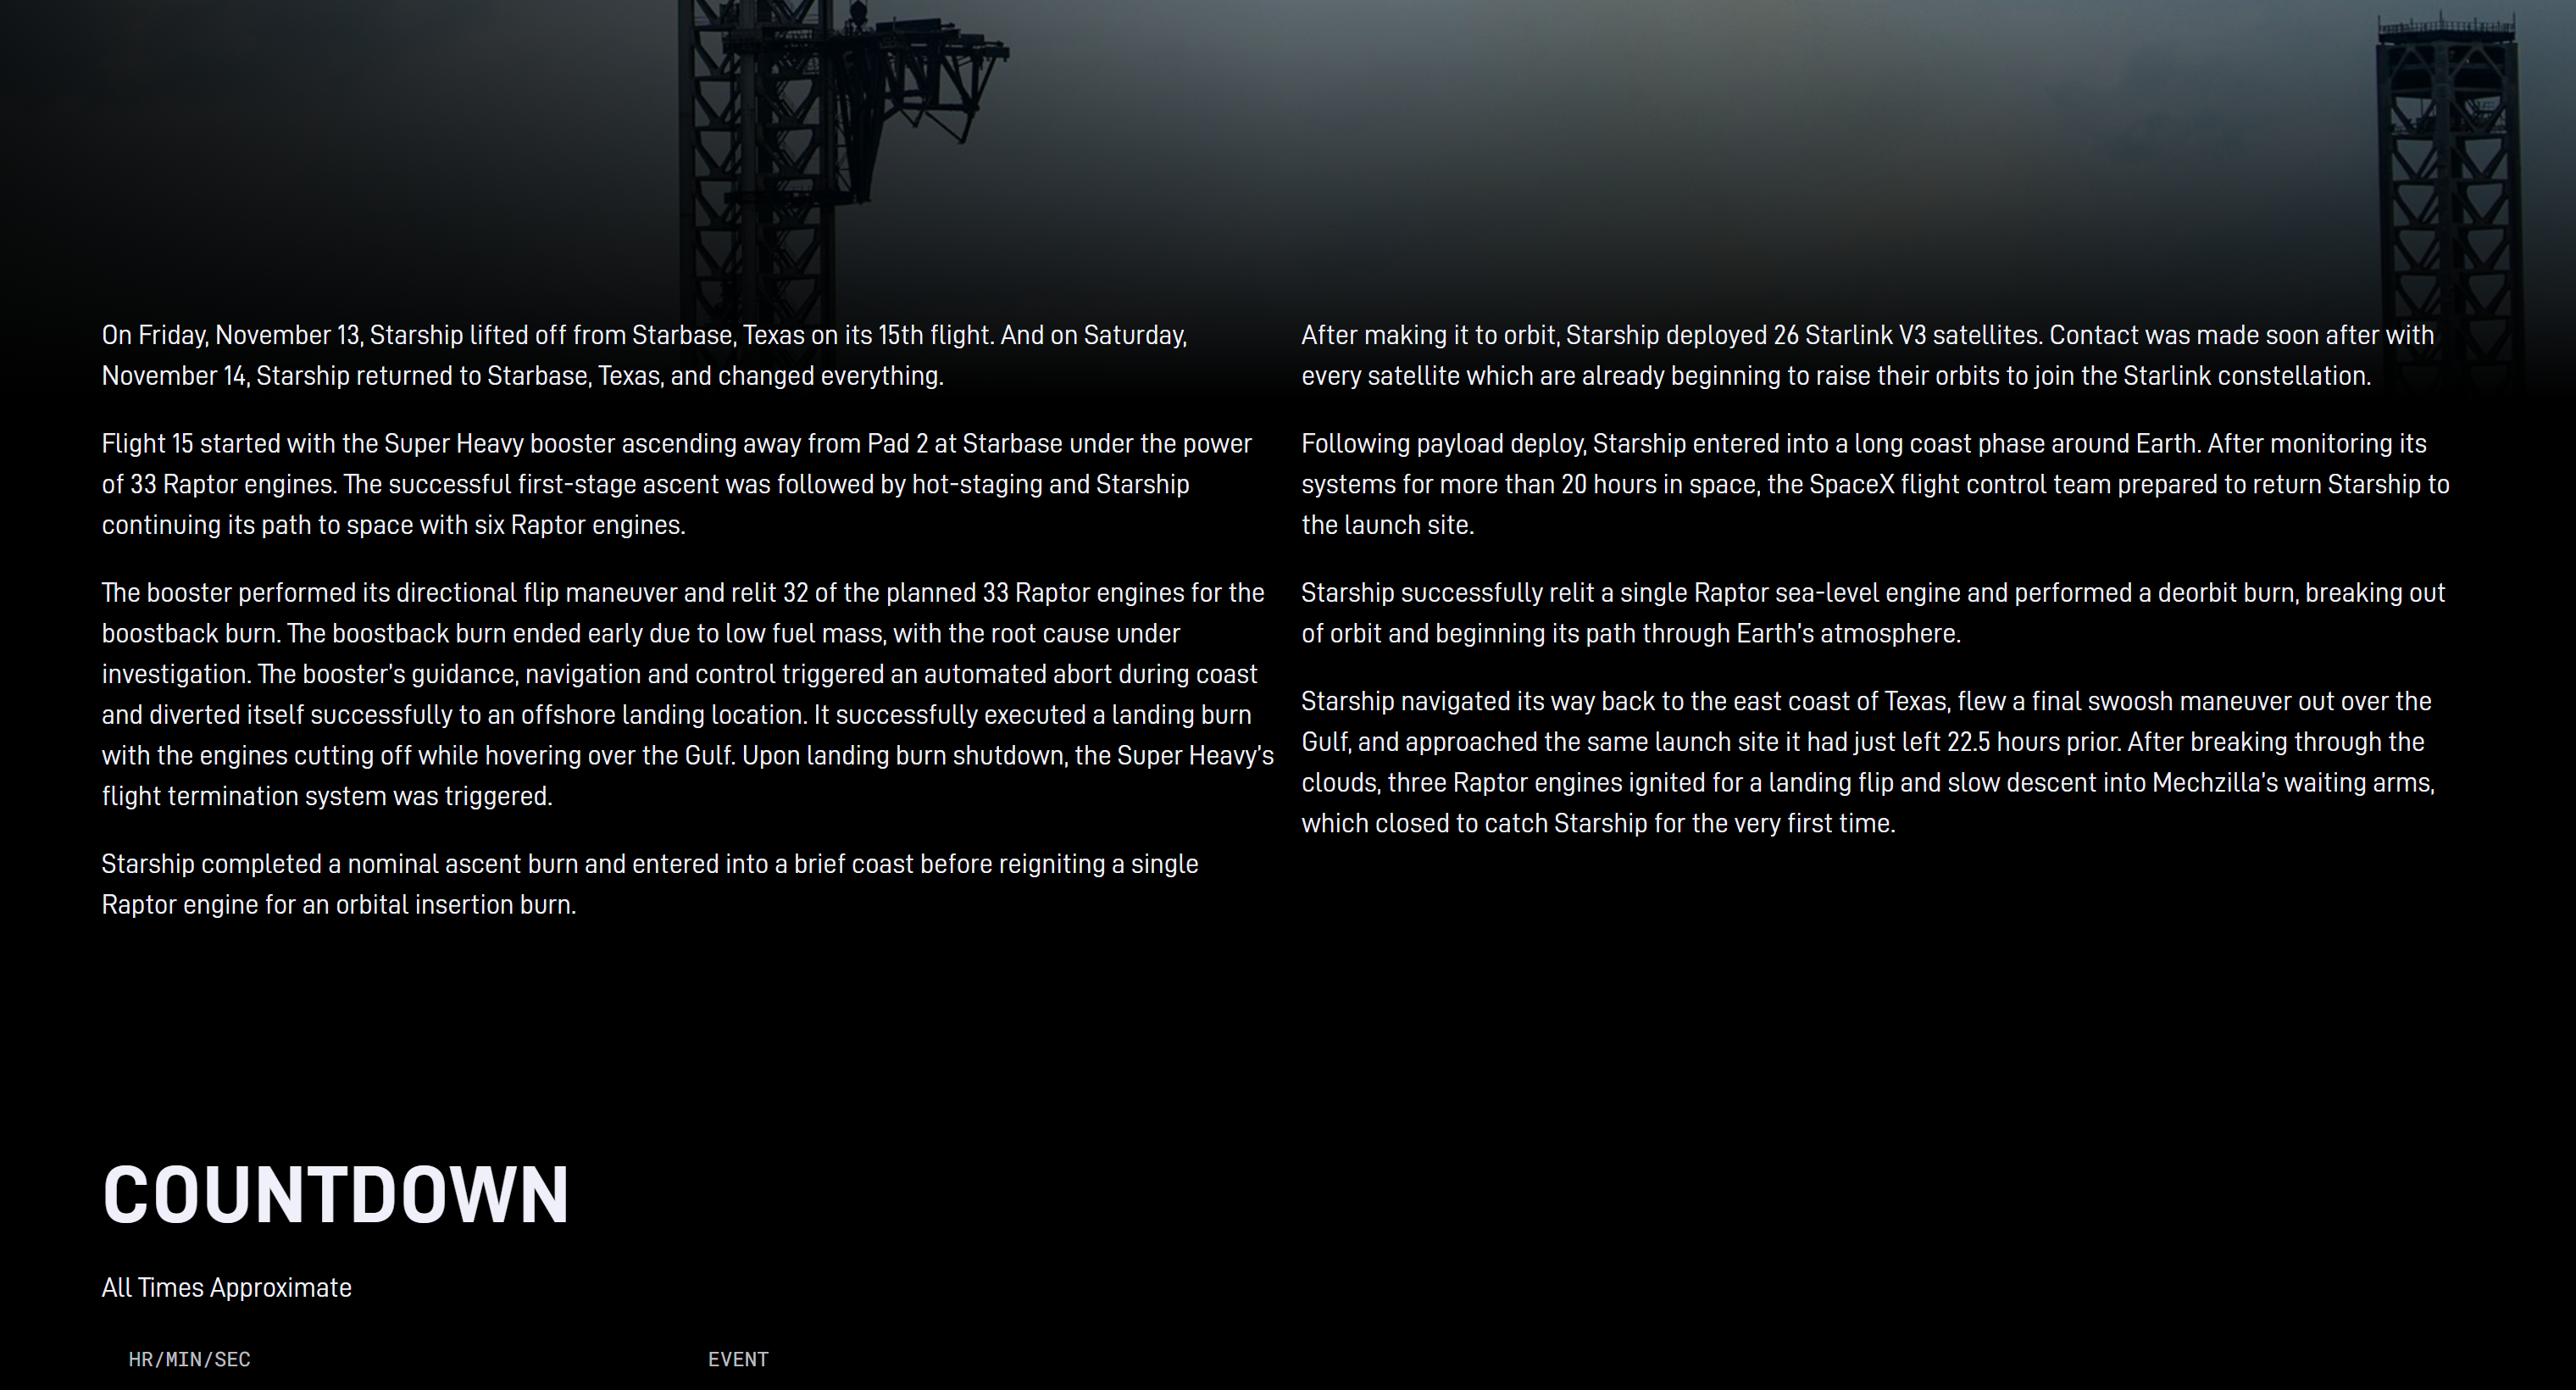 On Friday, November 13, Starship lifted off from Starbase, Texas on its 15th flight. And on Saturday,
November 14, Starship returned to Starbase, Texas, and changed everything.
Flight 15 started with the Super Heavy booster ascending away from Pad 2 at Starbase under the power
of 33 Raptor engines. The successful first-stage ascent was followed by hot-staging and Starship
continuing its path to space with six Raptor engines.
The booster performed its directional flip maneuver and relit 32 of the planned 33 Raptor engines for the
boostback burn. The boostback burn ended early due to low fuel mass, with the root cause under
investigation. The booster's guidance, navigation and control triggered an automated abort during coast
and diverted itself successfully to an offshore landing location. It successfully executed a landing burn
with the engines cutting off while hovering over the Gulf. Upon landing burn shutdown, the Super Heavy's
flight termination system was triggered.
Starship completed a nominal ascent burn and entered into a brief coast before reigniting a single
Raptor engine for an orbital insertion burn.
After making it to orbit, Starship deployed 26 Starlink V3 satellites. Contact was made soon after with
every satellite which are already beginning to raise their orbits to join the Starlink constellation.
Following payload deploy, Starship entered into a long coast phase around Earth. After monitoring its
systems for more than 20 hours in space, the SpaceX flight control team prepared to return Starship to
the launch site.
Starship successfully relit a single Raptor sea-level engine and performed a deorbit burn, breaking out
of orbit and beginning its path through Earth's atmosphere.
Starship navigated its way back to the east coast of Texas, flew a final swoosh maneuver out over the
Gulf, and approached the same launch site it had just left 22.5 hours prior. After breaking through the
clouds, three Raptor engines ignited for a landing flip and slow descent into Mechzilla's waiting arms,
which closed to catch Starship for the very first time.
COUNTDOWN
All Times Approximate
HR/MIN/SEC EVENT